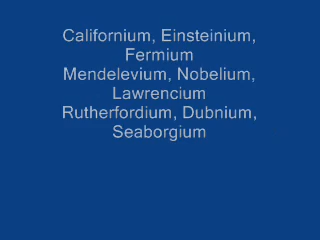 Californium, Einsteinium,
Fermium
Mendelevium, Nobelium,
Lawrencium
Rutherfordium, Dubnium,
Seaborgium